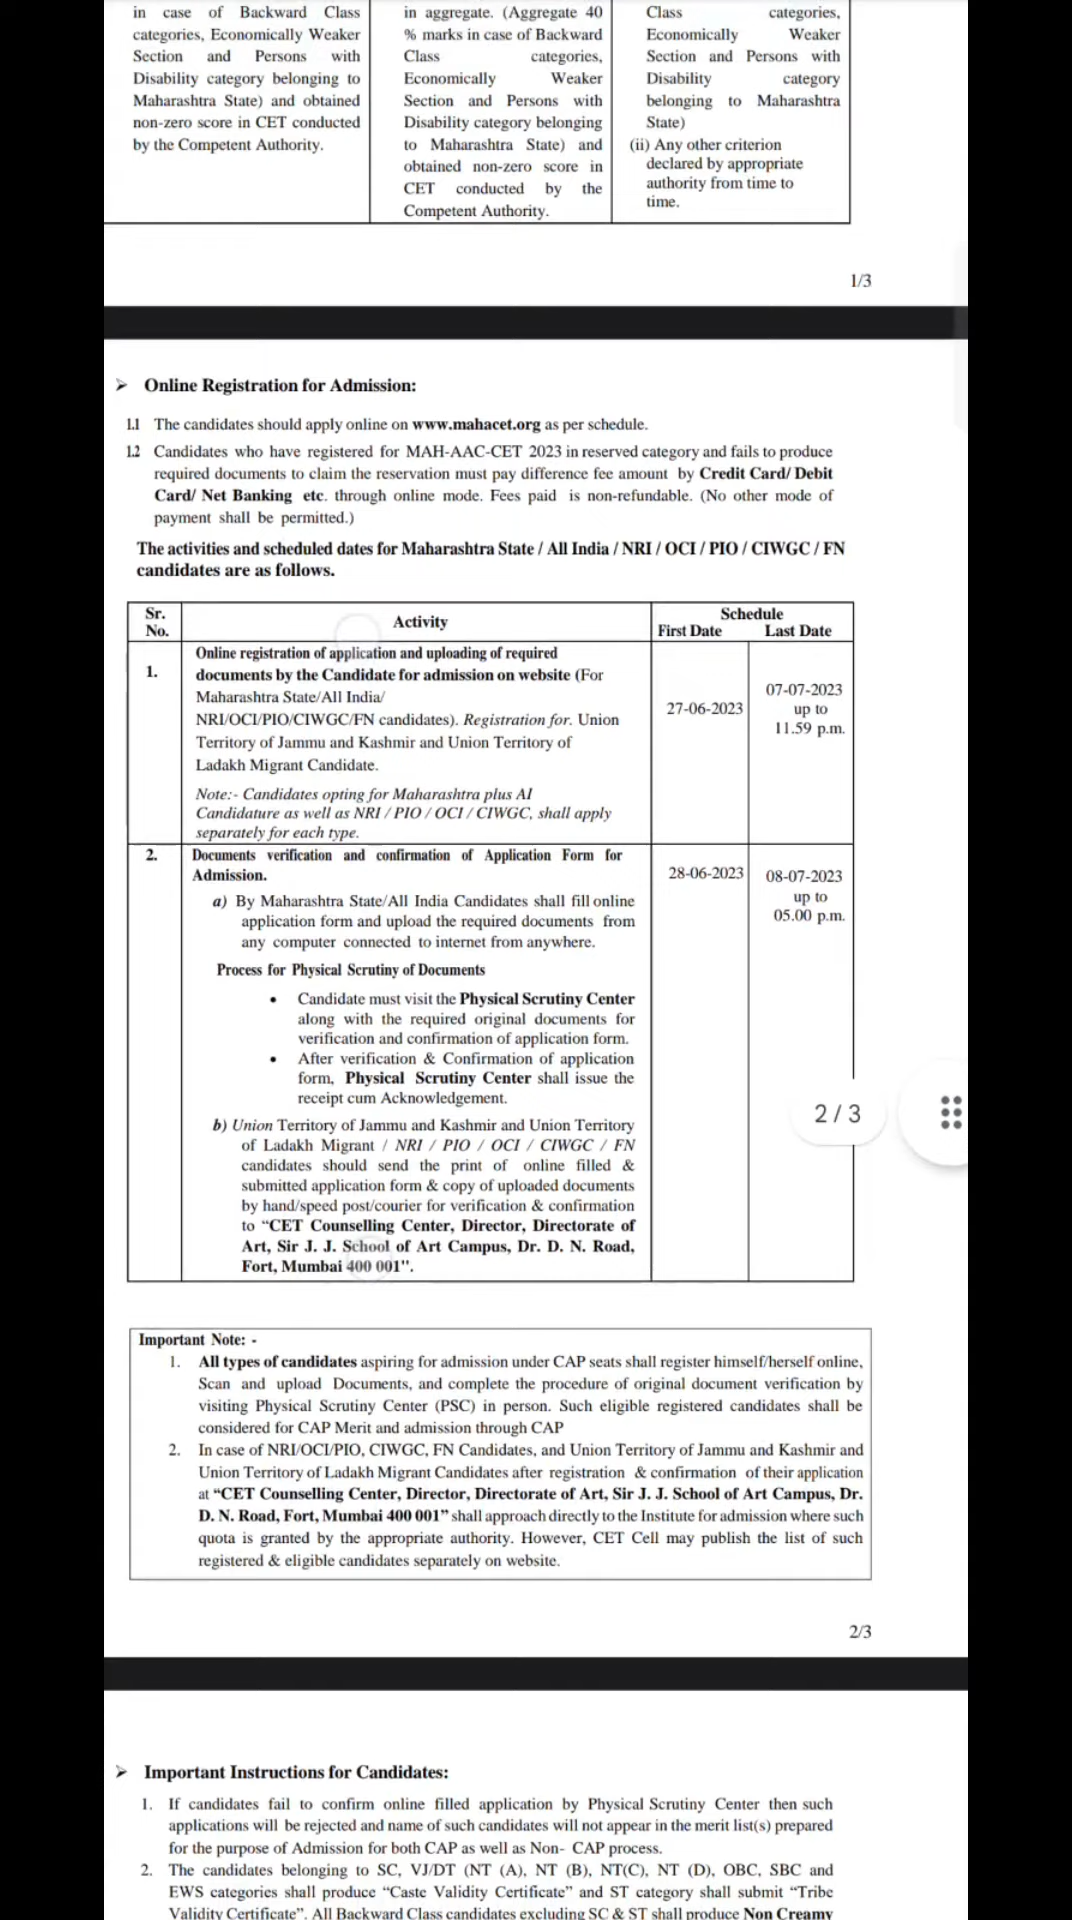 in case of Backward Class
categories, Economically Weaker
Section and Persons with
Disability category belonging to
Maharashtra State) and obtained
non-zero score in CET conducted
by the Competent Authority.
in aggregate. (Aggregate 40
% marks in case of Backward
Class categories,
Economically Weaker
Section and Persons with
Disability category belonging
to Maharashtra State) and
obtained non-zero score in
CET conducted by the
Competent Authority.
Class categories,
Economically Weaker
Section and Persons with
Disability category
belonging to Maharashtra
State)
(ii) Any other criterion
declared by appropriate
authority from time to
time.
1/3
➢ Online Registration for Admission:
1.1 The candidates should apply online on www.mahacet.org as per schedule.
1.2 Candidates who have registered for MAH-AAC-CET 2023 in reserved category and fails to produce
required documents to claim the reservation must pay difference fee amount by Credit Card/ Debit
Card/ Net Banking etc. through online mode. Fees paid is non-refundable. (No other mode of
payment shall be permitted.)
The activities and scheduled dates for Maharashtra State / All India / NRI / OCI / PIO / CIWGC / FN
candidates are as follows.
Sr.
No.
Activity
Schedule
First Date Last Date
1.
Online registration of application and uploading of required
documents by the Candidate for admission on website (For
Maharashtra State/All India/
NRI/OCI/PIO/CIWGC/FN candidates). Registration for. Union
Territory of Jammu and Kashmir and Union Territory of
Ladakh Migrant Candidate.
Note:- Candidates opting for Maharashtra plus AI
Candidature as well as NRI / PIO / OCI / CIWGC, shall apply
separately for each type.
27-06-2023
07-07-2023
up to
11.59 p.m.
2.
Documents verification and confirmation of Application Form for
Admission.
a) By Maharashtra State/All India Candidates shall fill online
application form and upload the required documents from
any computer connected to internet from anywhere.
Process for Physical Scrutiny of Documents
• Candidate must visit the Physical Scrutiny Center
along with the required original documents for
verification and confirmation of application form.
• After verification & Confirmation of application
form, Physical Scrutiny Center shall issue the
receipt cum Acknowledgement.
b) Union Territory of Jammu and Kashmir and Union Territory
of Ladakh Migrant / NRI / PIO / OCI / CIWGC / FN
candidates should send the print of online filled &
submitted application form & copy of uploaded documents
by hand/speed post/courier for verification & confirmation
to “CET Counselling Center, Director, Directorate of
Art, Sir J. J. School of Art Campus, Dr. D. N. Road,
Fort, Mumbai 400 001".
28-06-2023
08-07-2023
up to
05.00 p.m.
2 / 3
Important Note: -
1. All types of candidates aspiring for admission under CAP seats shall register himself/herself online,
Scan and upload Documents, and complete the procedure of original document verification by
visiting Physical Scrutiny Center (PSC) in person. Such eligible registered candidates shall be
considered for CAP Merit and admission through CAP
2. In case of NRI/OCI/PIO, CIWGC, FN Candidates, and Union Territory of Jammu and Kashmir and
Union Territory of Ladakh Migrant Candidates after registration & confirmation of their application
at “CET Counselling Center, Director, Directorate of Art, Sir J. J. School of Art Campus, Dr.
D. N. Road, Fort, Mumbai 400 001” shall approach directly to the Institute for admission where such
quota is granted by the appropriate authority. However, CET Cell may publish the list of such
registered & eligible candidates separately on website.
2/3
➢ Important Instructions for Candidates:
1. If candidates fail to confirm online filled application by Physical Scrutiny Center then such
applications will be rejected and name of such candidates will not appear in the merit list(s) prepared
for the purpose of Admission for both CAP as well as Non- CAP process.
2. The candidates belonging to SC, VJ/DT (NT (A), NT (B), NT(C), NT (D), OBC, SBC and
EWS categories shall produce “Caste Validity Certificate” and ST category shall submit “Tribe
Validity Certificate”. All Backward Class candidates excluding SC & ST shall produce Non Creamy